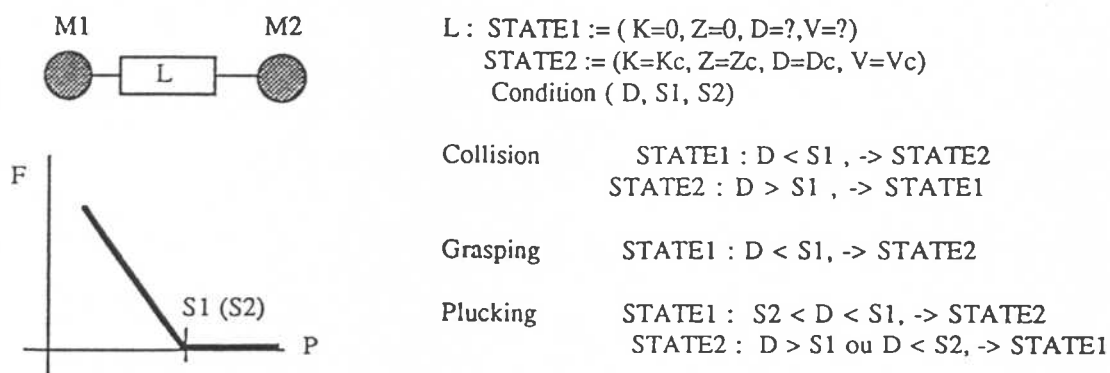 M1 M2
L
L : STATE1 := ( K=0, Z=0, D=?,V=?)
STATE2 := (K=Kc, Z=Zc, D=Dc, V=Vc)
Condition ( D, S1, S2)
F
S1 (S2)
P
Collision STATE1 : D < S1 , -> STATE2
STATE2 : D > S1 , -> STATE1
Grasping STATE1 : D < S1, -> STATE2
Plucking STATE1 : S2 < D < S1, -> STATE2
STATE2 : D > S1 ou D < S2, -> STATE1